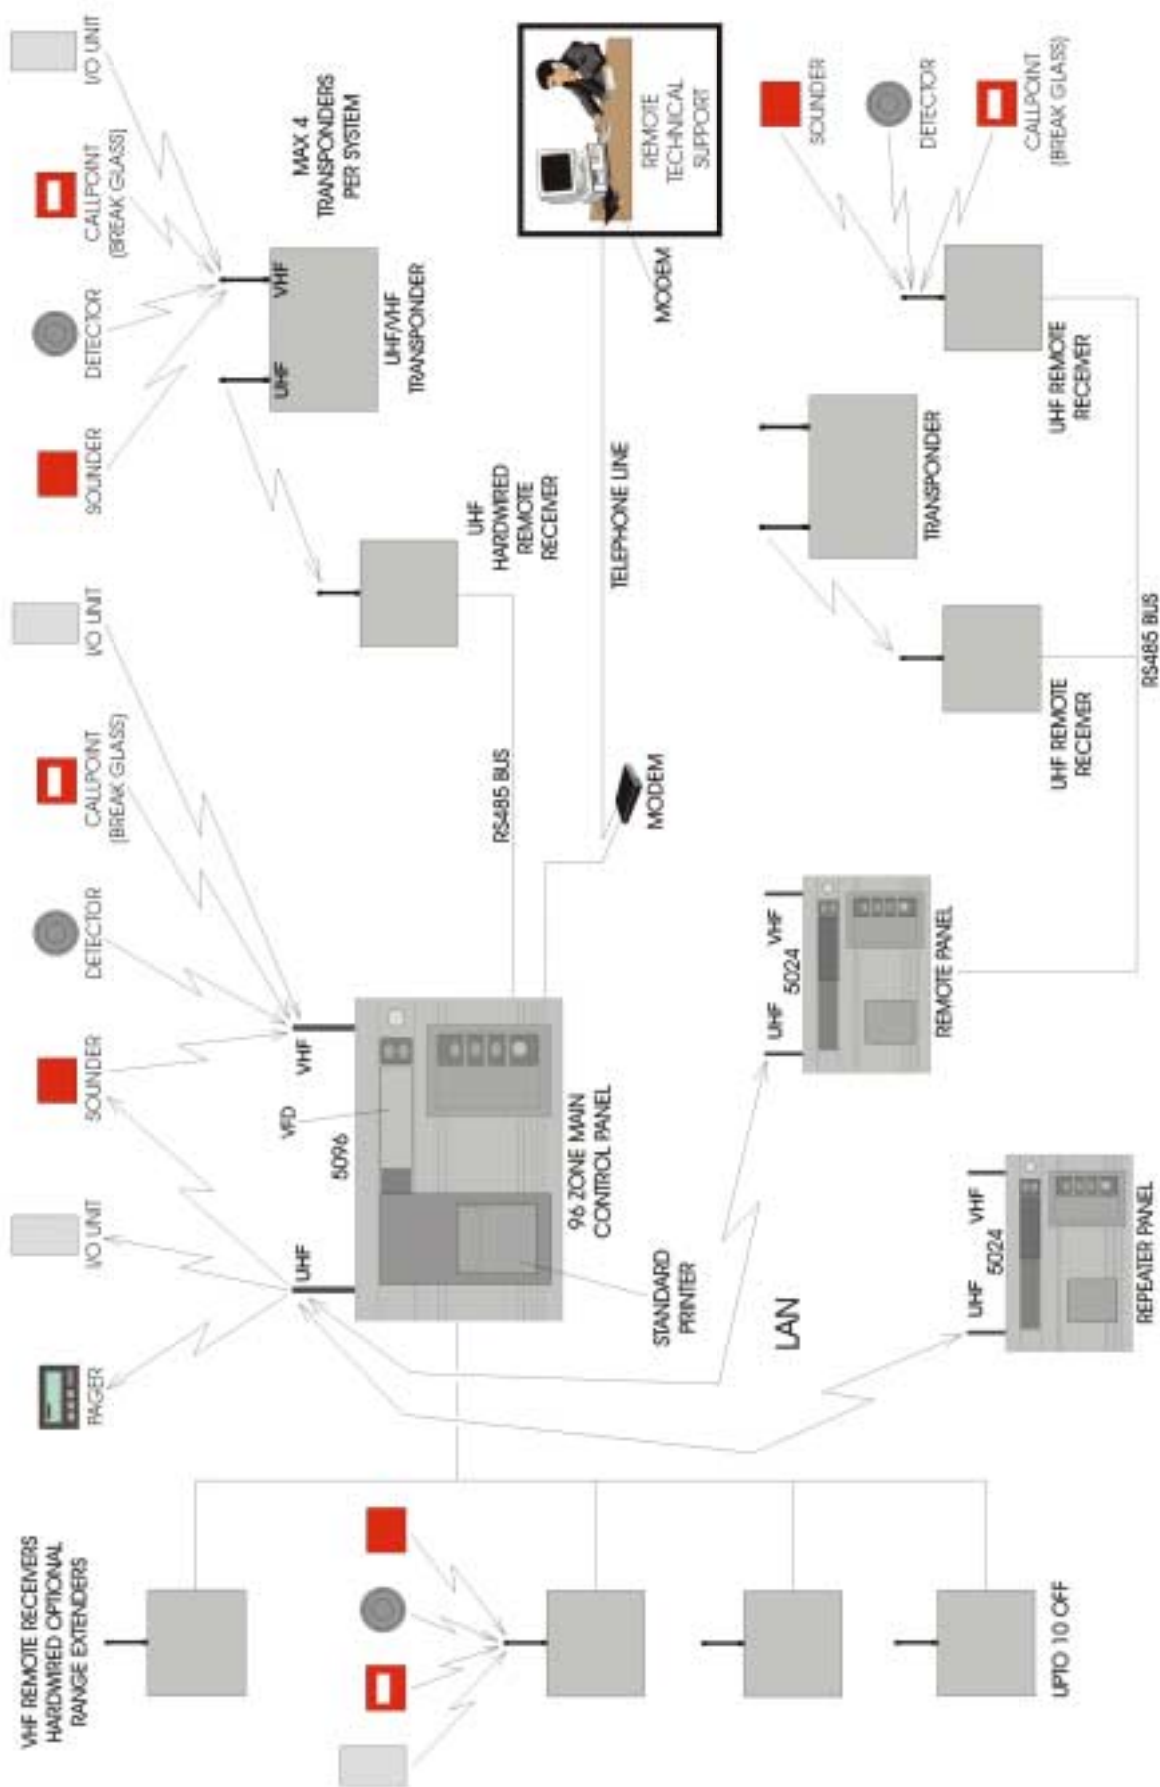 VHF REMOTE RECEIVERS
HARDWIRED OPTIONAL
RANGE EXTENDERS
PAGER
I/O UNIT
SOUNDER
DETECTOR
CALLPOINT
(BREAK GLASS)
I/O UNIT
SOUNDER
DETECTOR
CALLPOINT
(BREAK GLASS)
I/O UNIT
UHF
VFD
VHF
5096
UHF
VHF
MAX 4
TRANSPONDERS
PER SYSTEM
UHF/VHF
TRANSPONDER
UHF
HARDWIRED
REMOTE
RECEIVER
RS485 BUS
96 ZONE MAIN
CONTROL PANEL
STANDARD
PRINTER
TELEPHONE LINE
MODEM
MODEM
REMOTE
TECHNICAL
SUPPORT
LAN
UHF
VHF
5024
REMOTE PANEL
UHF
VHF
5024
REPEATER PANEL
SOUNDER
DETECTOR
CALLPOINT
(BREAK GLASS)
TRANSPONDER
UHF REMOTE
RECEIVER
UHF REMOTE
RECEIVER
RS485 BUS
UPTO 10 OFF